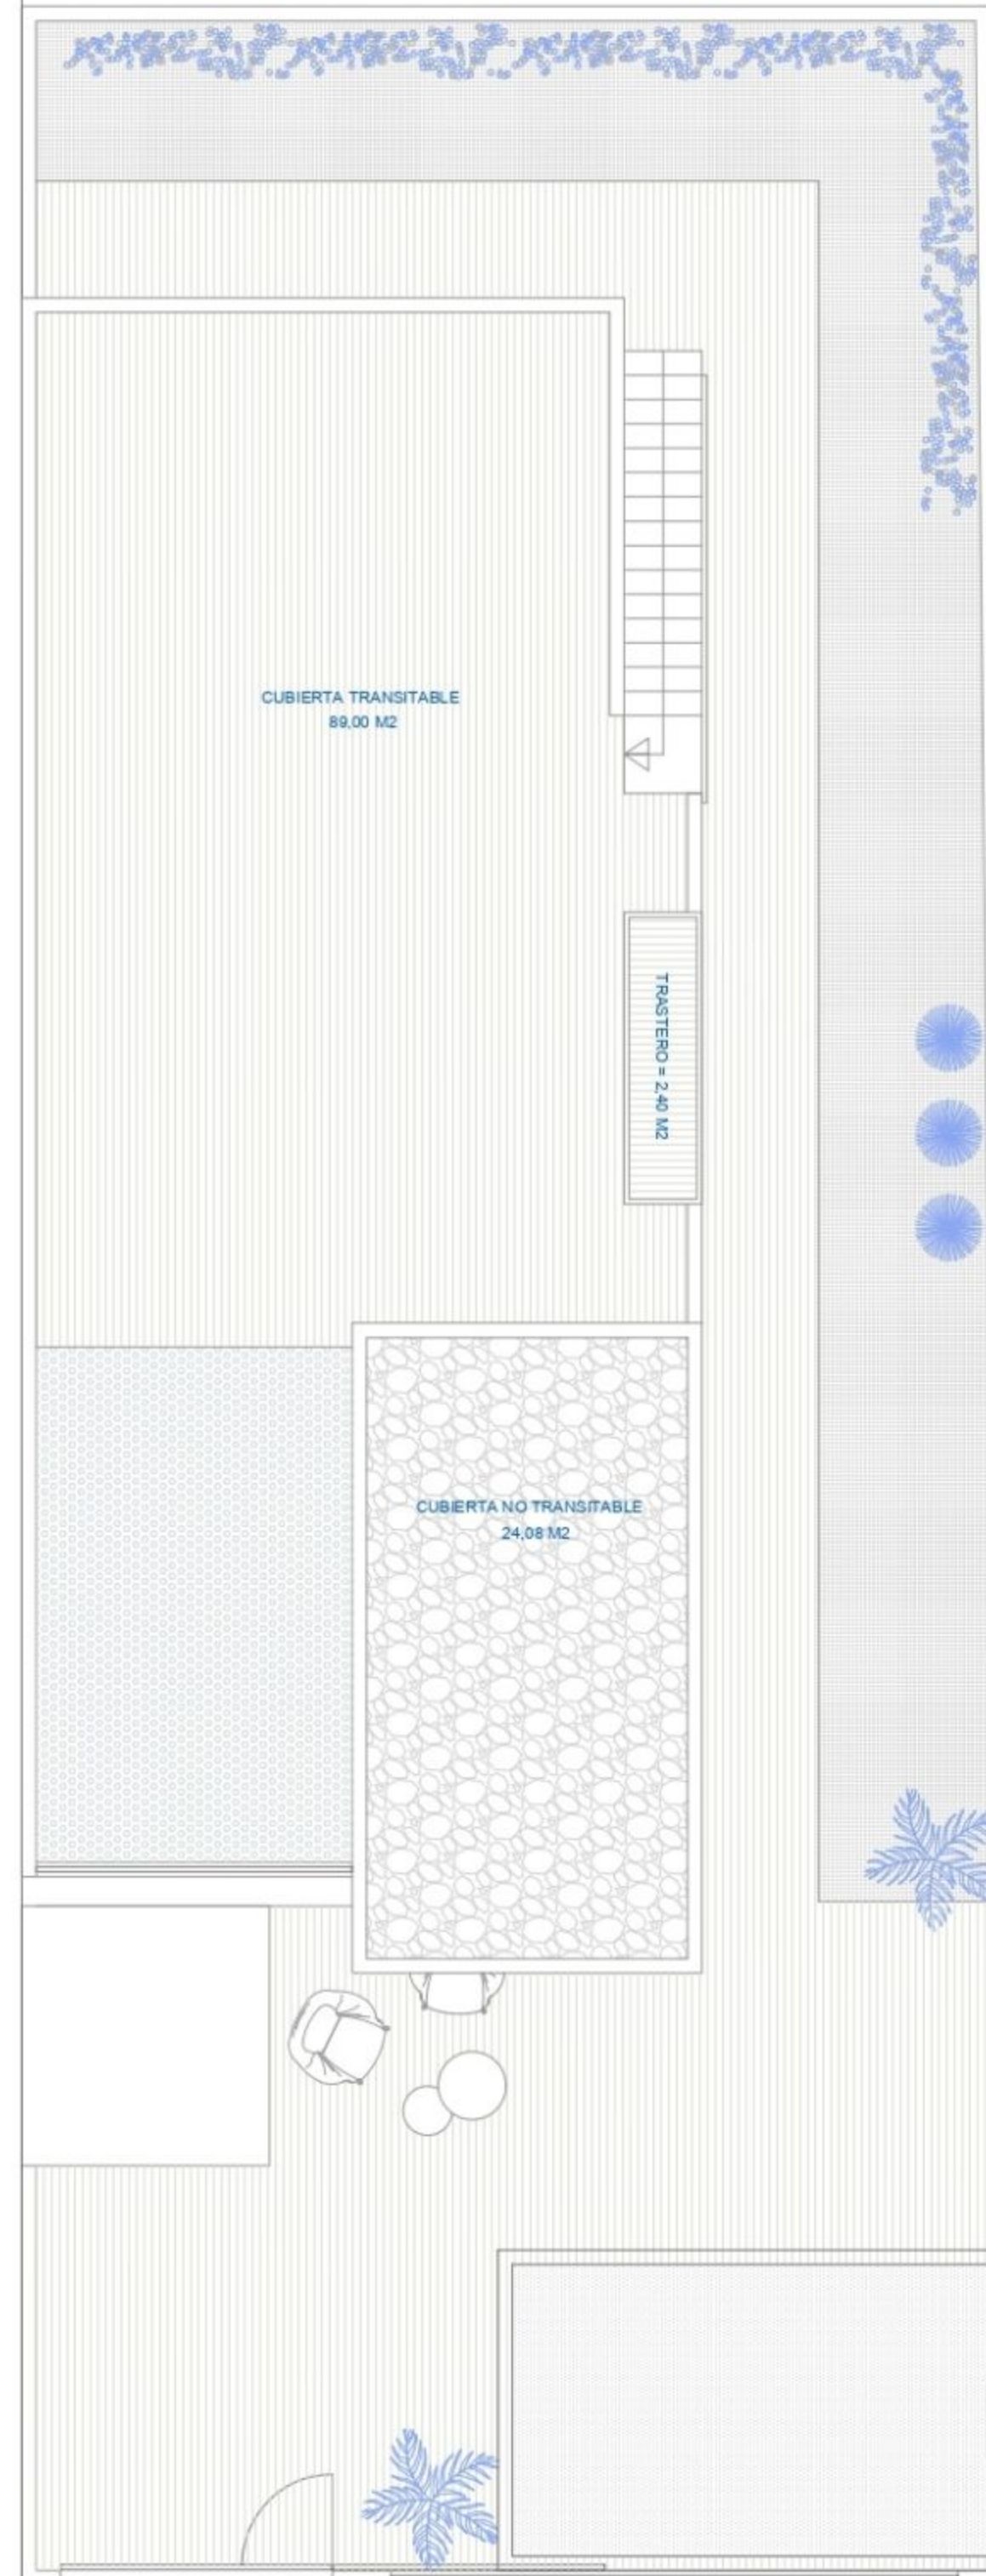 CUBIERTA TRANSITABLE
89,00 M2
TRASTERO = 2,40 M2
CUBIERTA NO TRANSITABLE
24,08 M2